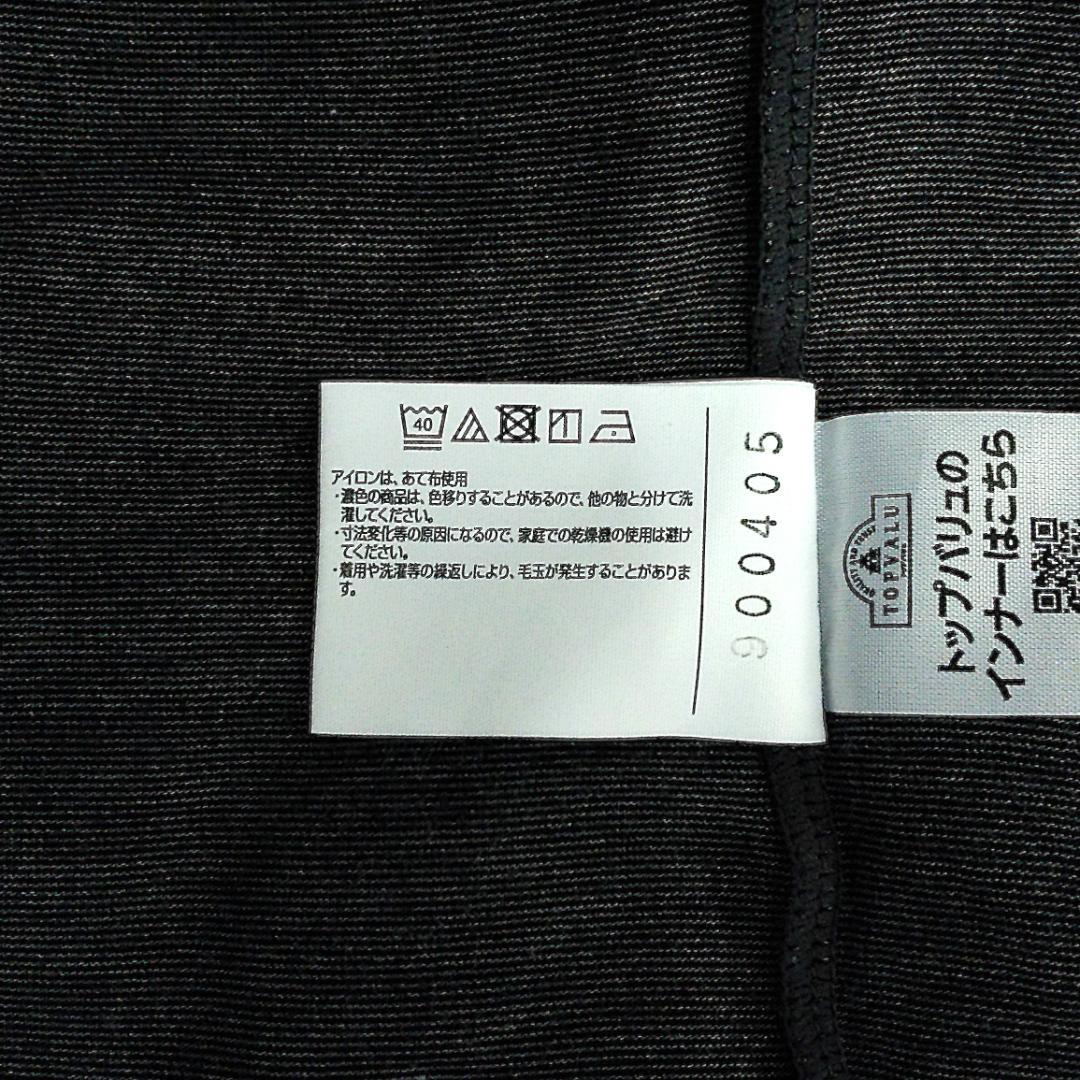 40
アイロンは、あて布使用
・濃色の商品は、色移りすることがあるので、他の物と分けて洗
濯してください。
・寸法変化等の原因になるので、家庭での乾燥機の使用は避け
てください。
・着用や洗濯等の繰返しにより、毛玉が発生することがありま
す。
900405
TOPVALU
トップバリュの
インナーはこちら